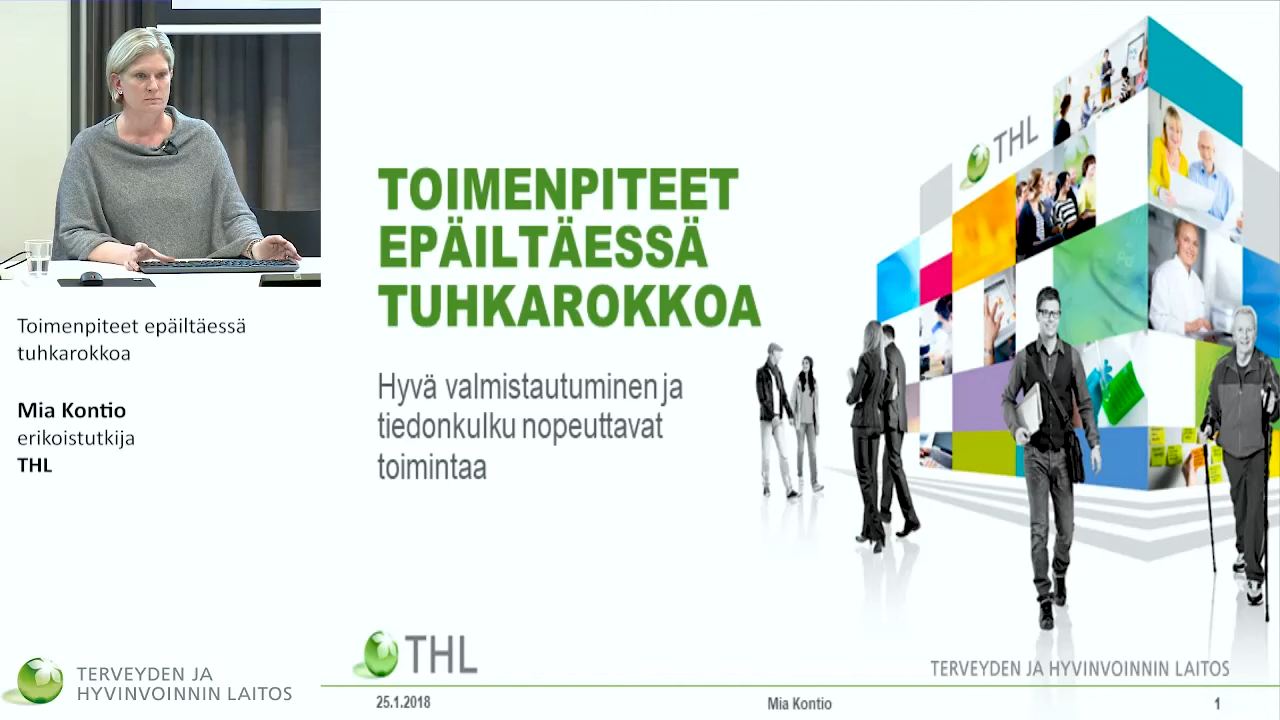 Toimenpiteet epäiltäessä
tuhkarokkoa
Mia Kontio
erikoistutkija
THL
TERVEYDEN JA
HYVINVOINNIN LAITOS
THL
TOIMENPITEET
EPÄILTÄESSÄ
TUHKAROKKOA
Hyvä valmistautuminen ja
tiedonkulku nopeuttavat
toimintaa
THL
TERVEYDEN JA HYVINVOINNIN LAITOS
25.1.2018
Mia Kontio
1